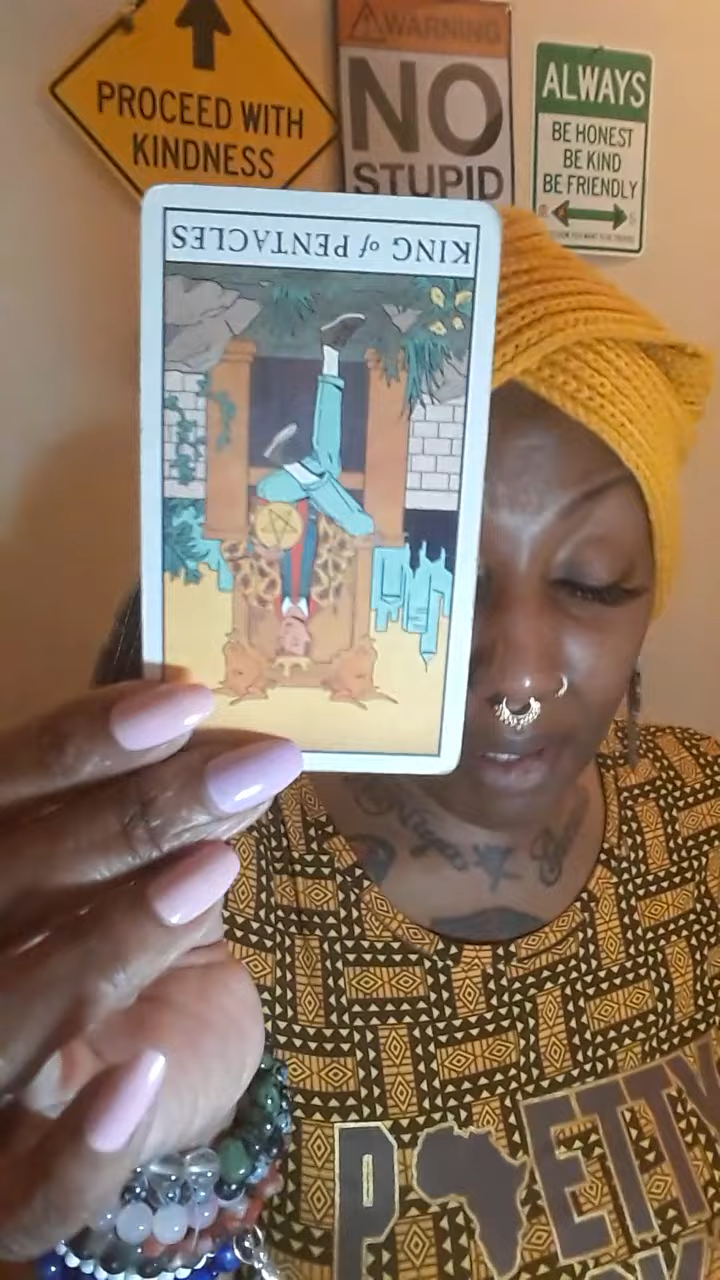 PROCEED WITH
KINDNESS
WARNING
NO
STUPID
ALWAYS
BE HONEST
BE KIND
BE FRIENDLY
KING of PENTACLES